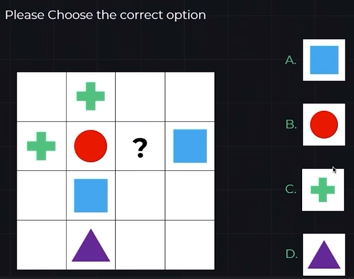 Please Choose the correct option
A.
?
B.
C.
D.